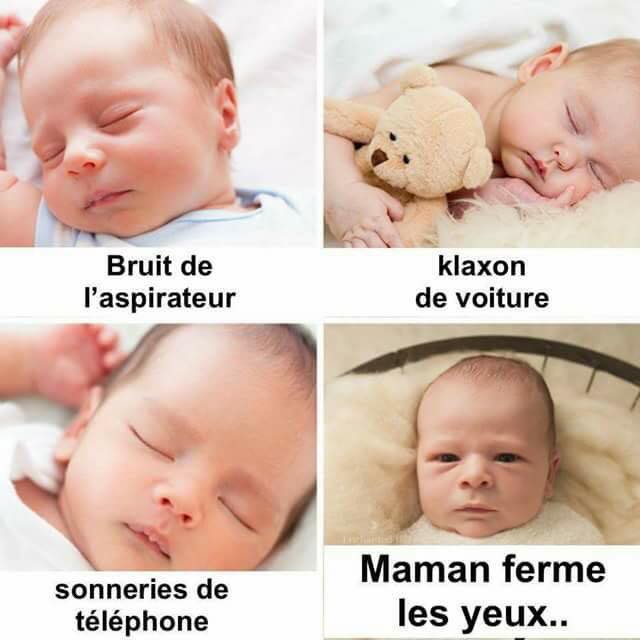 Bruit de
l’aspirateur
klaxon
de voiture
sonneries de
téléphone
Maman ferme
les yeux..